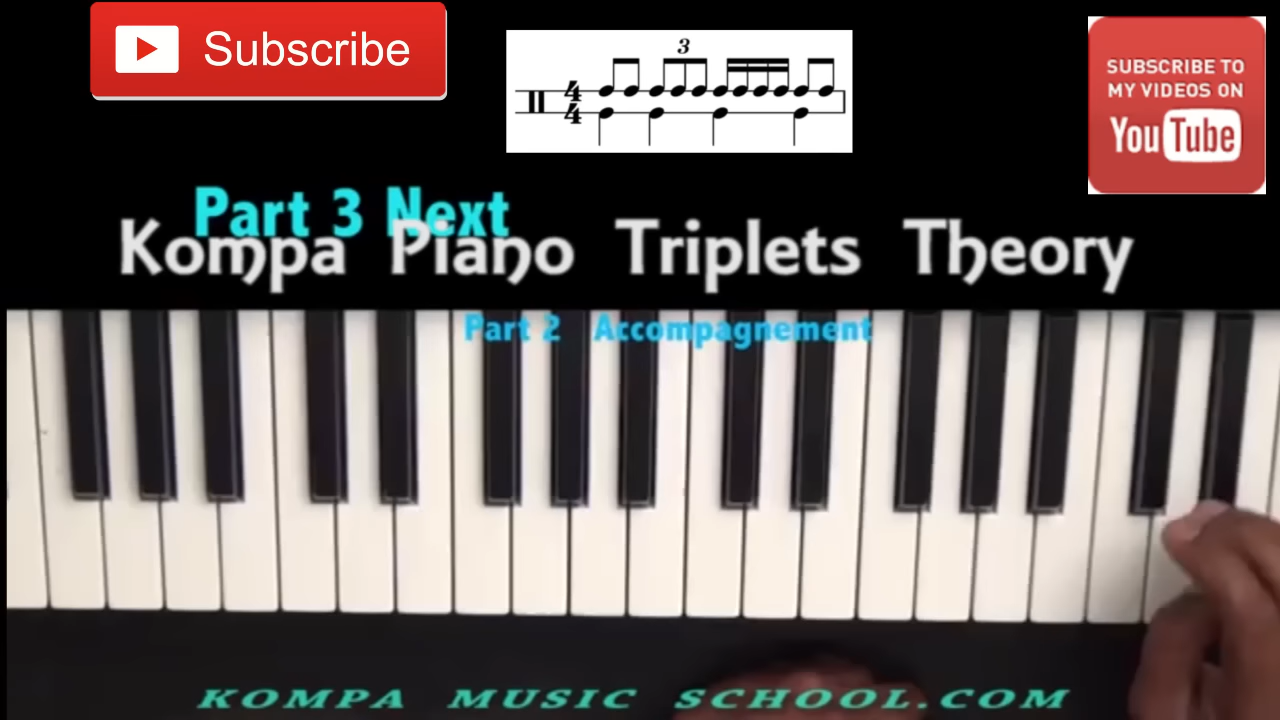 Subscribe
3
4
4
SUBSCRIBE TO
MY VIDEOS ON
YouTube
Part 3 Next
Kompa Piano Triplets Theory
Part 2 Accompagnement
KOMPA MUSIC SCHOOL.COM